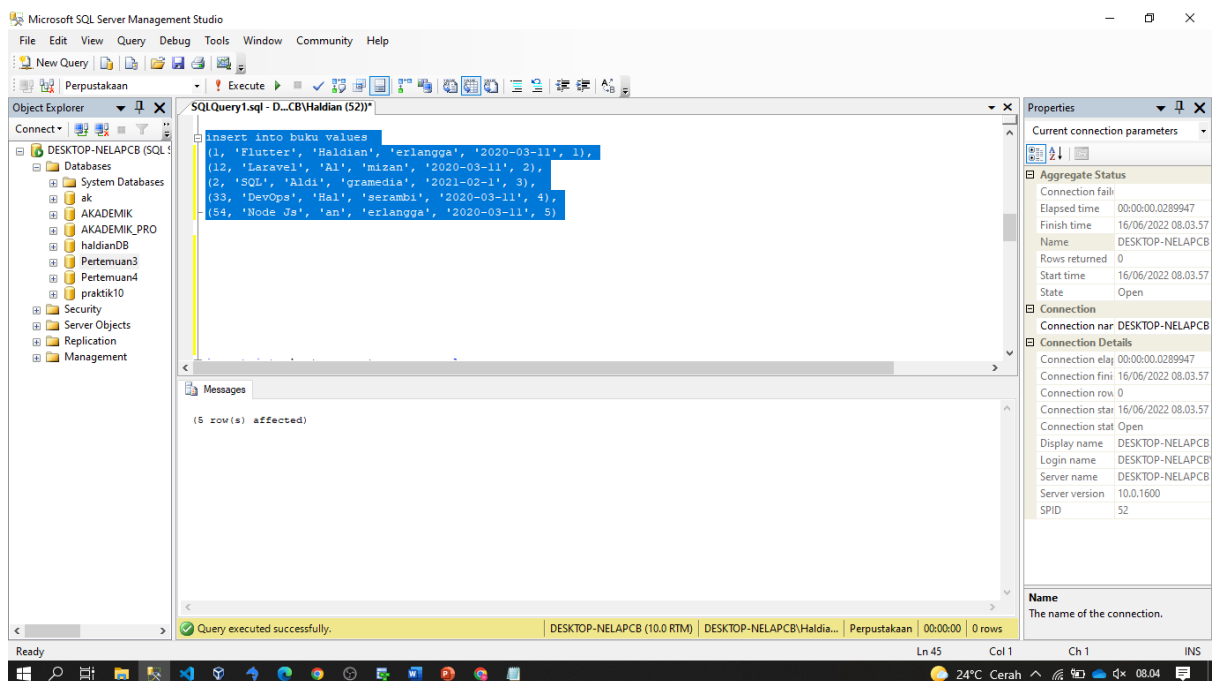 Microsoft SQL Server Management Studio
File Edit View Query Debug Tools Window Community Help
New Query
Perpustakaan Execute
Object Explorer
Connect
DESKTOP-NELAPCB (SQL S
Databases
System Databases
ak
AKADEMIK
AKADEMIK_PRO
haldianDB
Pertemuan3
Pertemuan4
praktik10
Security
Server Objects
Replication
Management
SQLQuery1.sql - D...CB\Haldian (52))*
insert into buku values
(1, 'Flutter', 'Haldian', 'erlangga', '2020-03-11', 1),
(12, 'Laravel', 'Al', 'mizan', '2020-03-11', 2),
(2, 'SQL', 'Aldi', 'gramedia', '2021-02-1', 3),
(33, 'DevOps', 'Hal', 'serambi', '2020-03-11', 4),
(54, 'Node Js', 'an', 'erlangga', '2020-03-11', 5)
Messages
(5 row(s) affected)
Query executed successfully. DESKTOP-NELAPCB (10.0 RTM) DESKTOP-NELAPCB\Haldia... Perpustakaan 00:00:00 0 rows
Properties
Current connection parameters
Aggregate Status
Connection failu
Elapsed time 00:00:00.0289947
Finish time 16/06/2022 08.03.57
Name DESKTOP-NELAPCB
Rows returned 0
Start time 16/06/2022 08.03.57
State Open
Connection
Connection nar DESKTOP-NELAPCB
Connection Details
Connection elap 00:00:00.0289947
Connection fini 16/06/2022 08.03.57
Connection row 0
Connection star 16/06/2022 08.03.57
Connection stat Open
Display name DESKTOP-NELAPCB
Login name DESKTOP-NELAPCB\
Server name DESKTOP-NELAPCB
Server version 10.0.1600
SPID 52
Name
The name of the connection.
Ready Ln 45 Col 1 Ch 1 INS
24°C Cerah 08.04